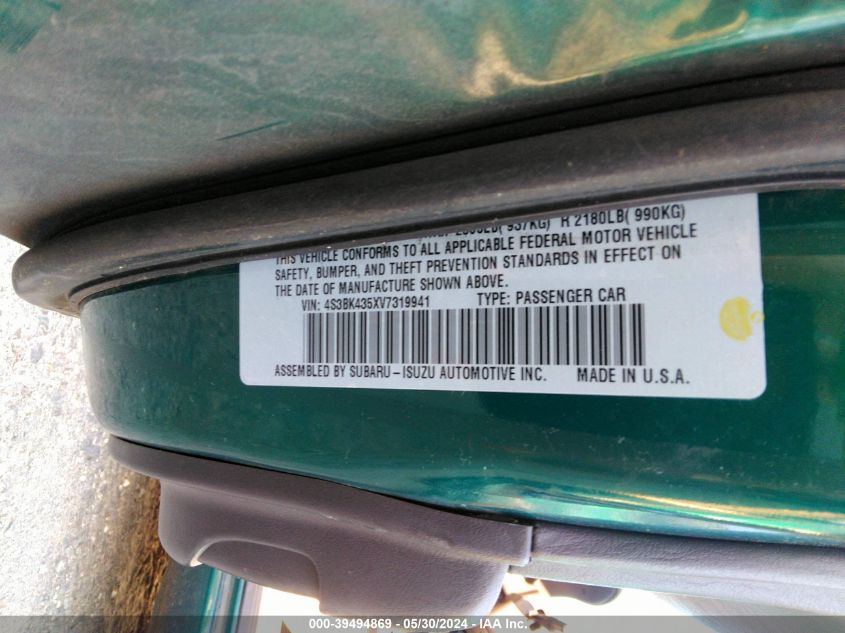 2180LB( 990KG)
THIS VEHICLE CONFORMS TO ALL APPLICABLE FEDERAL MOTOR VEHICLE
SAFETY, BUMPER, AND THEFT PREVENTION STANDARDS IN EFFECT ON
THE DATE OF MANUFACTURE SHOWN ABOVE.
VIN: 4S3BK435XV7319941 TYPE: PASSENGER CAR
ASSEMBLED BY SUBARU-ISUZU AUTOMOTIVE INC. MADE IN U.S.A.
000-39494869 - 05/30/2024 - IAA Inc.